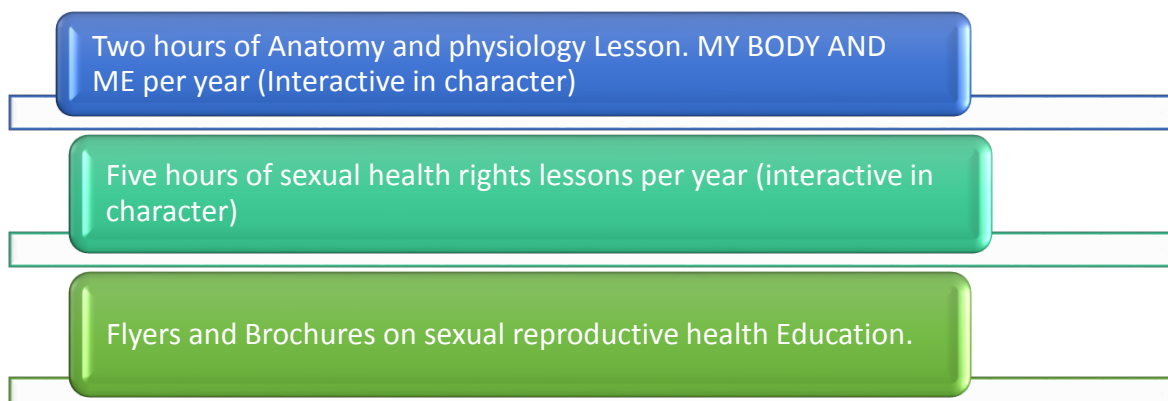 Two hours of Anatomy and physiology Lesson. MY BODY AND
ME per year (Interactive in character)
Five hours of sexual health rights lessons per year (interactive in
character)
Flyers and Brochures on sexual reproductive health Education.